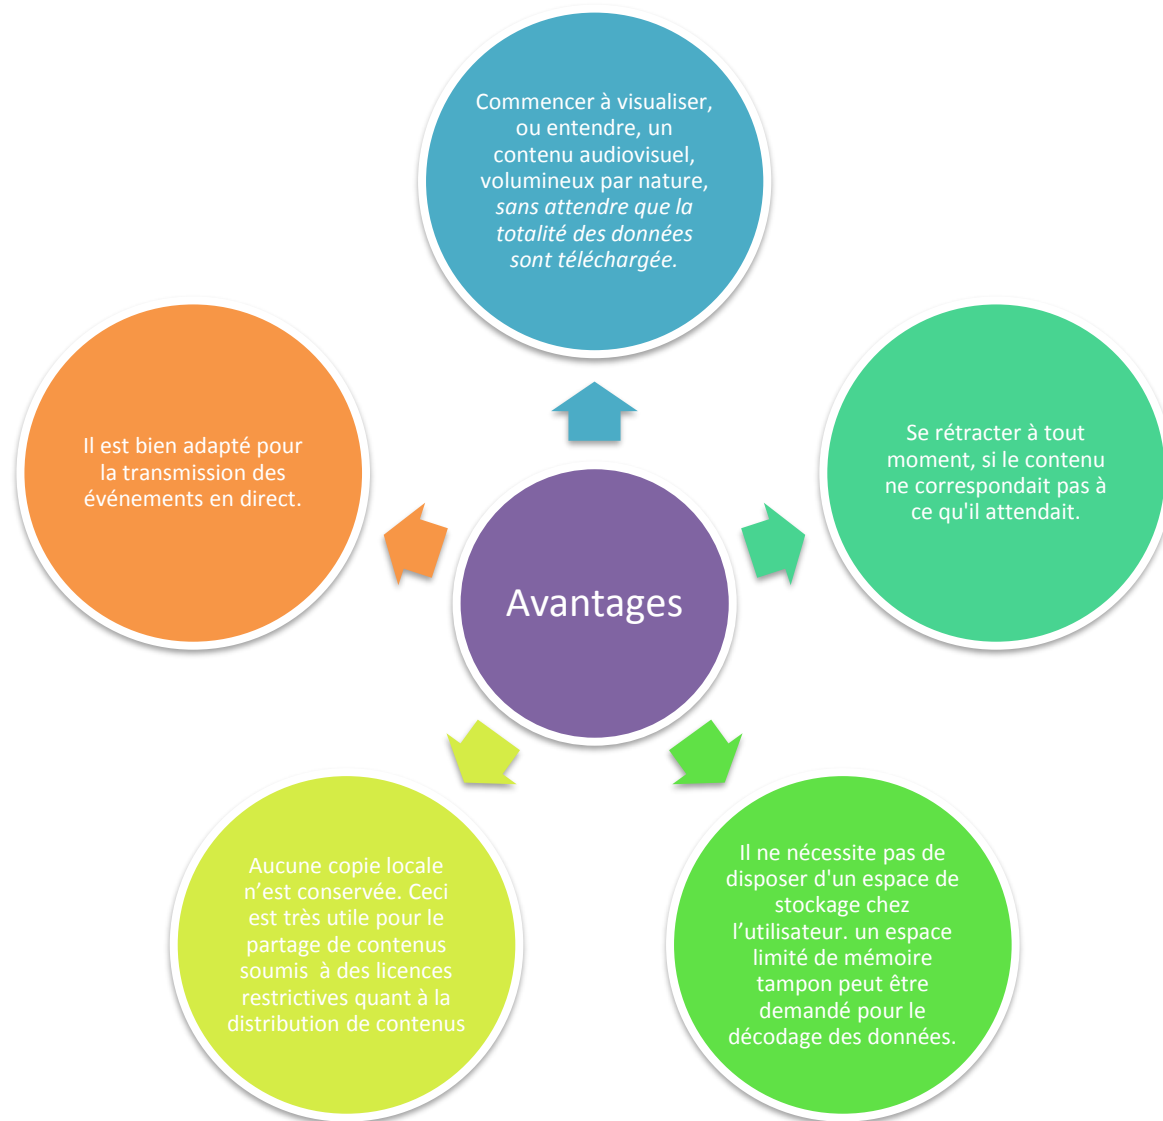 Commencer à visualiser,
ou entendre, un
contenu audiovisuel,
volumineux par nature,
sans attendre que la
totalité des données
sont téléchargée.
Il est bien adapté pour
la transmission des
événements en direct.
Se rétracter à tout
moment, si le contenu
ne correspondait pas à
ce qu'il attendait.
Avantages
Aucune copie locale
n’est conservée. Ceci
est très utile pour le
partage de contenus
soumis à des licences
restrictives quant à la
distribution de contenus
Il ne nécessite pas de
disposer d'un espace de
stockage chez
l’utilisateur. un espace
limité de mémoire
tampon peut être
demandé pour le
décodage des données.